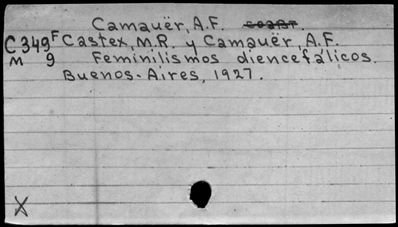 Camauër, A.F.
C349F Castex, M.R. y Camauër, A.F.
M 9 Feminilismos diencefálicos.
Buenos-Aires, 1927.
X